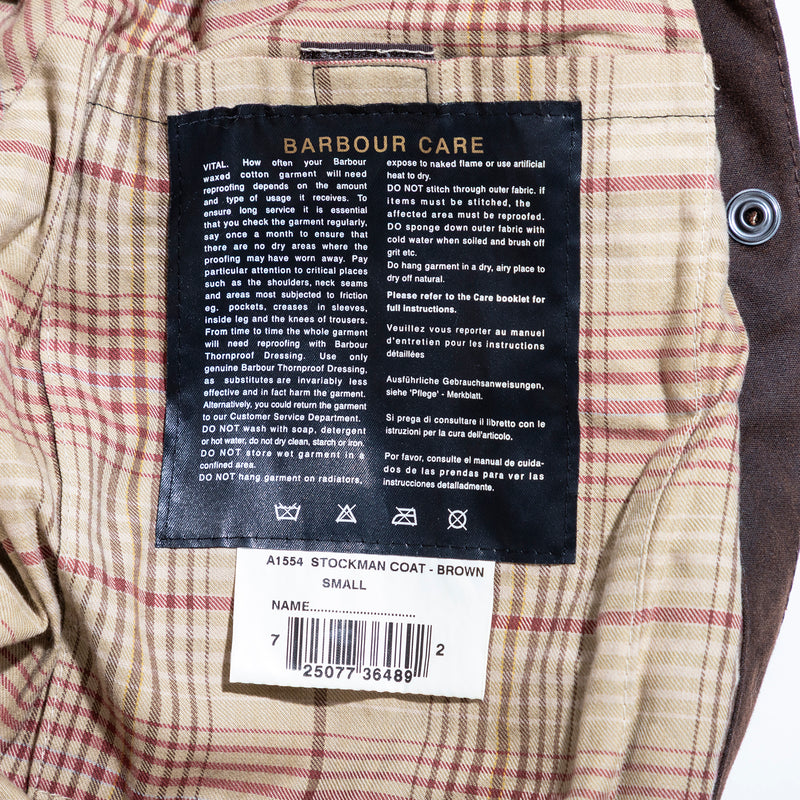 BARBOUR CARE
VITAL. How often your Barbour
waxed cotton garment will need
reproofing depends on the amount
and type of usage it receives. To
ensure long service it is essential
that you check the garment regularly,
say once a month to ensure that
there are no dry areas where the
proofing may have worn away. Pay
particular attention to critical places
such as the shoulders, neck seams
and areas most subjected to friction
eg. pockets, creases in sleeves,
inside leg and the knees of trousers.
From time to time the whole garment
will need reproofing with Barbour
Thornproof Dressing. Use only
genuine Barbour Thornproof Dressing,
as substitutes are invariably less
effective and in fact harm the garment.
Alternatively, you could return the garment
to our Customer Service Department.
DO NOT wash with soap, detergent
or hot water, do not dry clean, starch or iron.
DO NOT store wet garment in a
confined area.
DO NOT hang garment on radiators,
expose to naked flame or use artificial
heat to dry.
DO NOT stitch through outer fabric. if
items must be stitched, the
affected area must be reproofed.
DO sponge down outer fabric with
cold water when soiled and brush off
grit etc.
Do hang garment in a dry, airy place to
dry off natural.
Please refer to the Care booklet for
full instructions.
Veuillez vous reporter au manuel
d'entretien pour les instructions
détaillées
Ausführliche Gebrauchsanweisungen,
siehe 'Pflege' - Merkblatt.
Si prega di consultare il libretto con le
istruzioni per la cura dell'articolo.
Por favor, consulte el manual de cuida-
dos de las prendas para ver las
instrucciones detalladmente.
A1554 STOCKMAN COAT - BROWN
SMALL
NAME............................
7 25077 36489 2